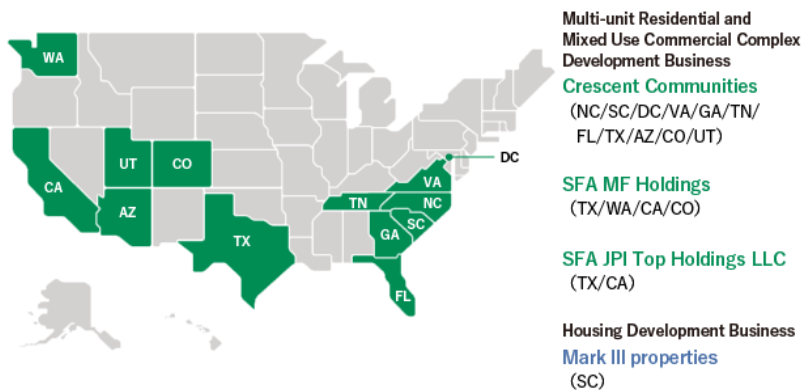 WA
UT
CO
CA
AZ
TX
TN
VA
NC
SC
GA
FL
DC
Multi-unit Residential and
Mixed Use Commercial Complex
Development Business
Crescent Communities
(NC/SC/DC/VA/GA/TN/
FL/TX/AZ/CO/UT)
SFA MF Holdings
(TX/WA/CA/CO)
SFA JPI Top Holdings LLC
(TX/CA)
Housing Development Business
Mark III properties
(SC)